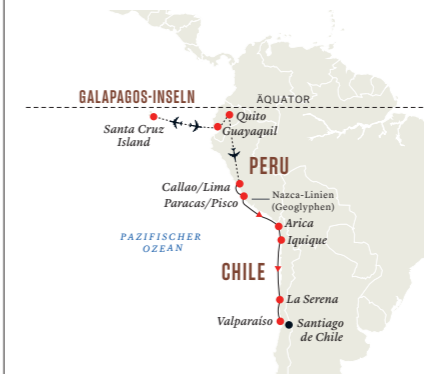 GALAPAGOS-INSELN
ÄQUATOR
Santa Cruz
Island
Quito
Guayaquil
PERU
Callao/Lima
Paracas/Pisco
Nazca-Linien
(Geoglyphen)
Arica
Iquique
PAZIFISCHER
OZEAN
CHILE
La Serena
Valparaíso
Santiago
de Chile